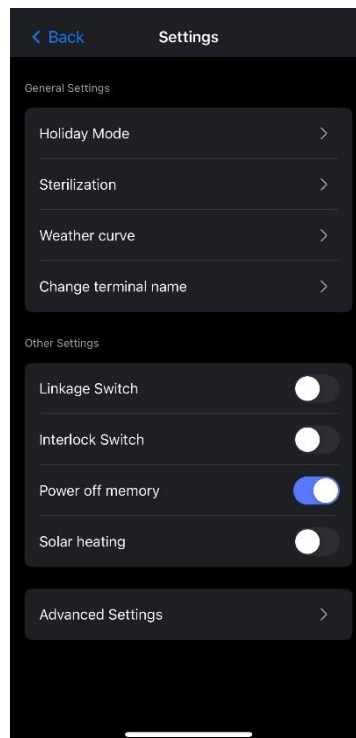 Back
Settings
General Settings
Holiday Mode
Sterilization
Weather curve
Change terminal name
Other Settings
Linkage Switch
Interlock Switch
Power off memory
Solar heating
Advanced Settings